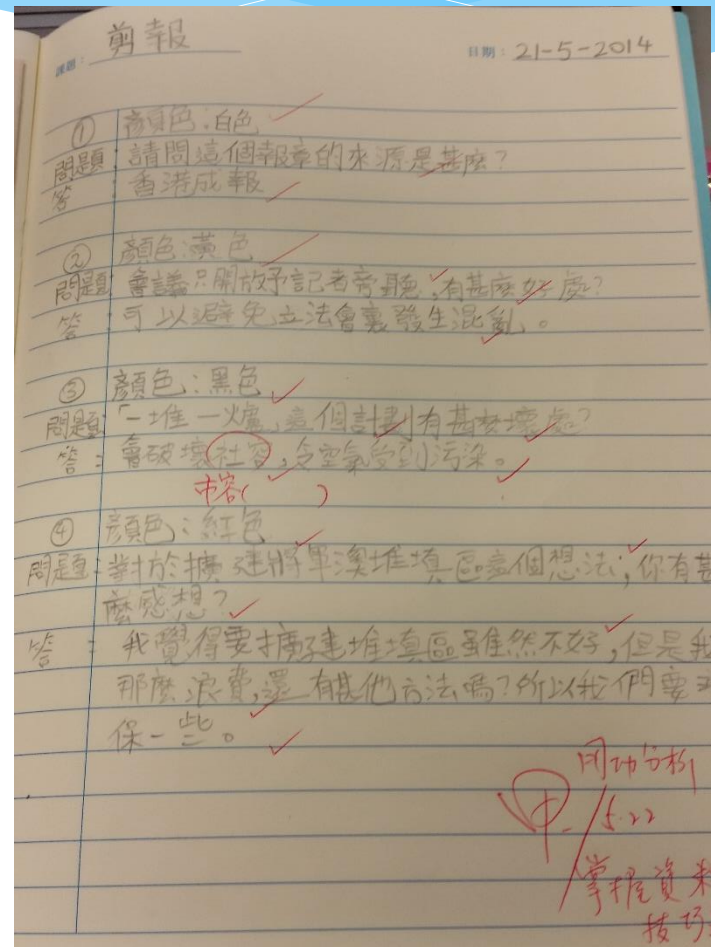 課題：剪報 日期：21-5-2014
① 顏色：白色
問題：請問這個報章的來源是甚麼？
答：香港成報
② 顏色：黃色
問題：會議只開放予記者旁聽，有甚麼好處？
答：可以避免立法會裏發生混亂。
③ 顏色：黑色
問題：「一堆一爐，這個計劃有甚麼壞處？
答：會破壞社容，令空氣受到污染。
市容( )
④ 顏色：紅色
問題：對於擴建將軍澳堆填區這個想法，你有甚
麼感想？
答：我覺得要擴建堆填區雖然不好，但是我
那麼浪費，還有其他方法嗎？所以我們要
保一些。
用功分析
甲 5.22
掌握資料
技巧